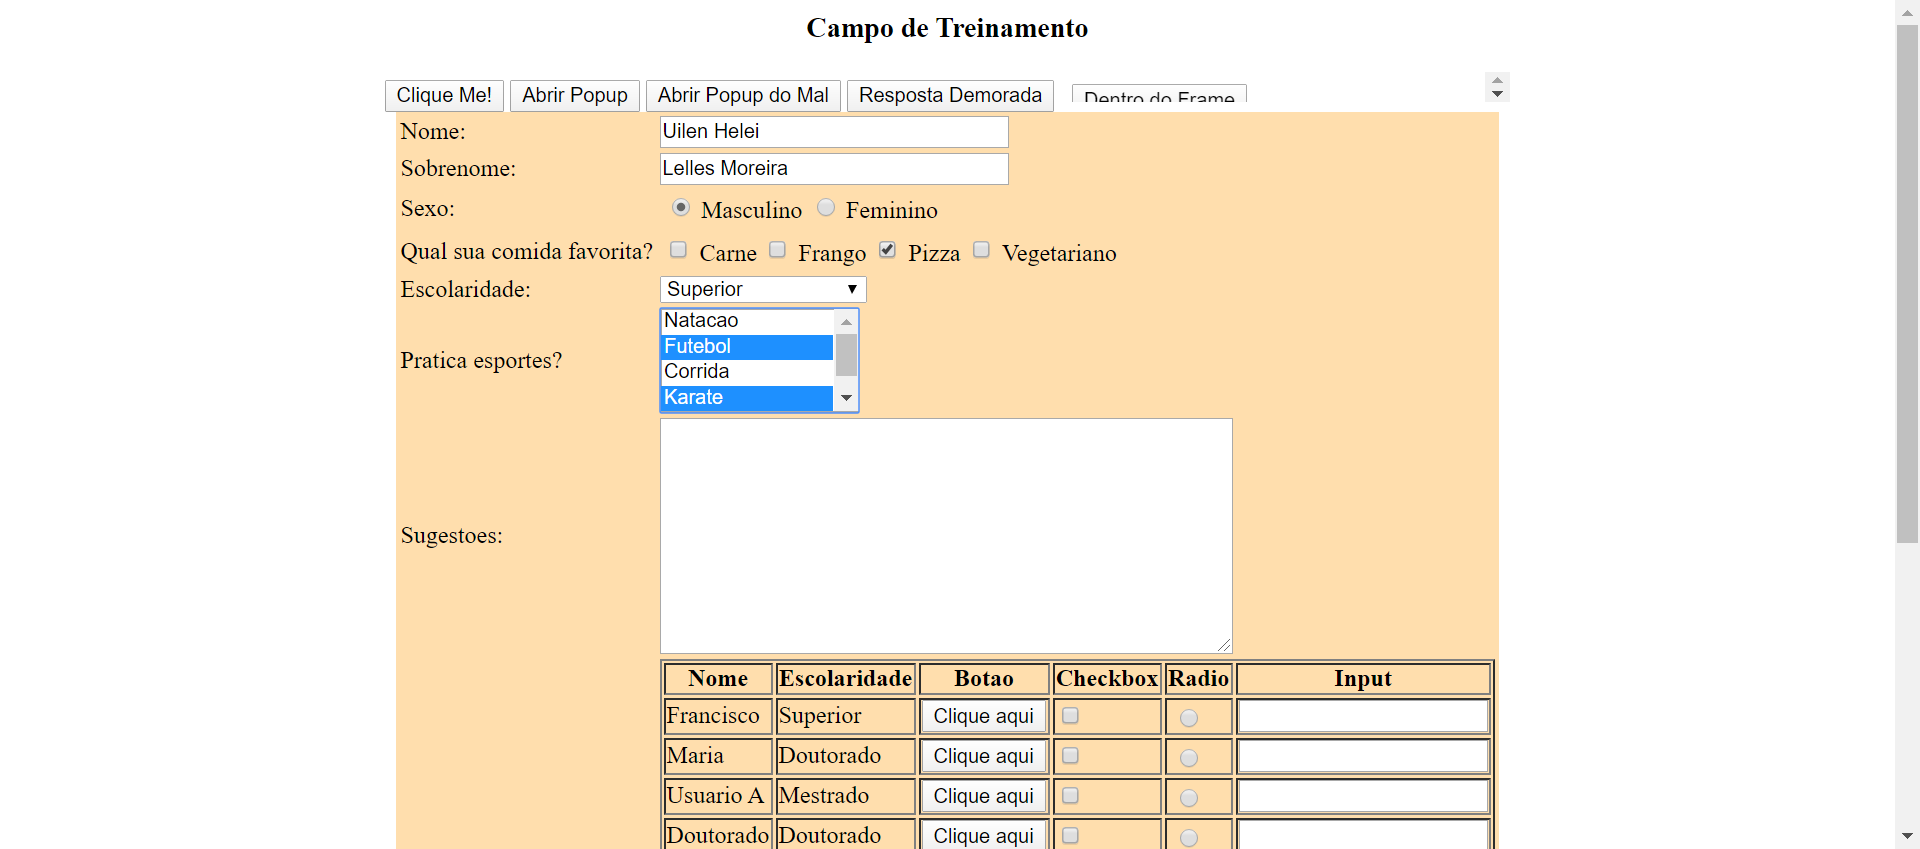 Campo de Treinamento
Clique Me! Abrir Popup Abrir Popup do Mal Resposta Demorada Dentro do Frame
Nome: Uilen Helei
Sobrenome: Lelles Moreira
Sexo: Masculino Feminino
Qual sua comida favorita? Carne Frango Pizza Vegetariano
Escolaridade: Superior
Natacao
Futebol
Pratica esportes?
Corrida
Karate
Sugestoes:
Nome Escolaridade Botao Checkbox Radio Input
Francisco Superior Clique aqui
Maria Doutorado Clique aqui
Usuario A Mestrado Clique aqui
Doutorado Doutorado Clique aqui